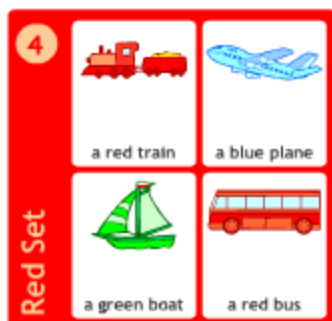 4
a red train
a blue plane
Red Set
a green boat
a red bus